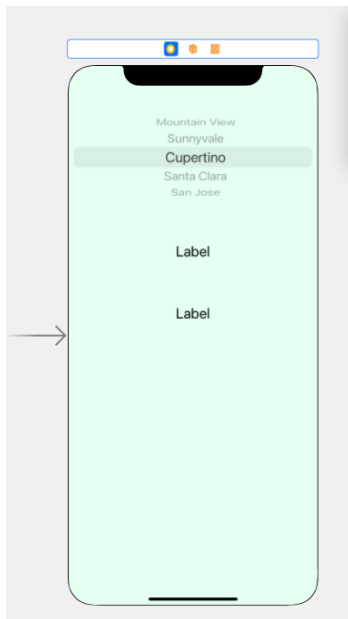 Mountain View
Sunnyvale
Cupertino
Santa Clara
San Jose
Label
Label